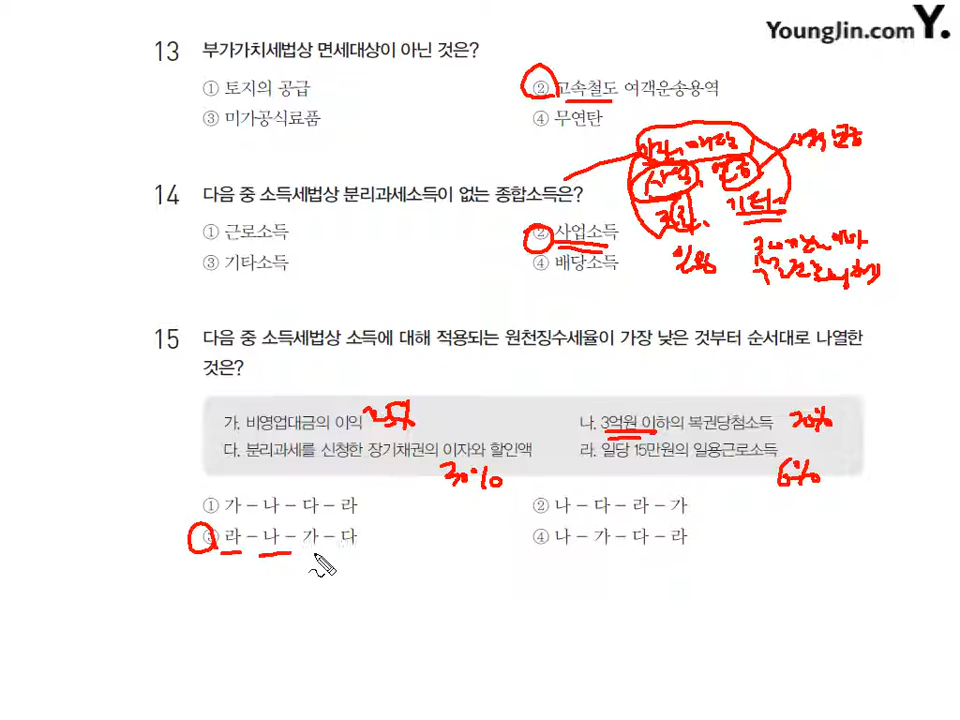 YoungJin.com Y.
13 부가가치세법상 면세대상이 아닌 것은?
① 토지의 공급 ② 고속철도 여객운송용역
③ 미가공식료품 ④ 무연탄
14 다음 중 소득세법상 분리과세소득이 없는 종합소득은?
① 근로소득 ② 사업소득
③ 기타소득 ④ 배당소득
15 다음 중 소득세법상 소득에 대해 적용되는 원천징수세율이 가장 낮은 것부터 순서대로 나열한
것은?
가. 비영업대금의 이익 25% 나. 3억원 이하의 복권당첨소득 20%
다. 분리과세를 신청한 장기채권의 이자와 할인액 라. 일당 15만원의 일용근로소득
30% 6%
① 가 – 나 – 다 – 라 ② 나 – 다 – 라 – 가
③ 라 – 나 – 가 – 다 ④ 나 – 가 – 다 – 라